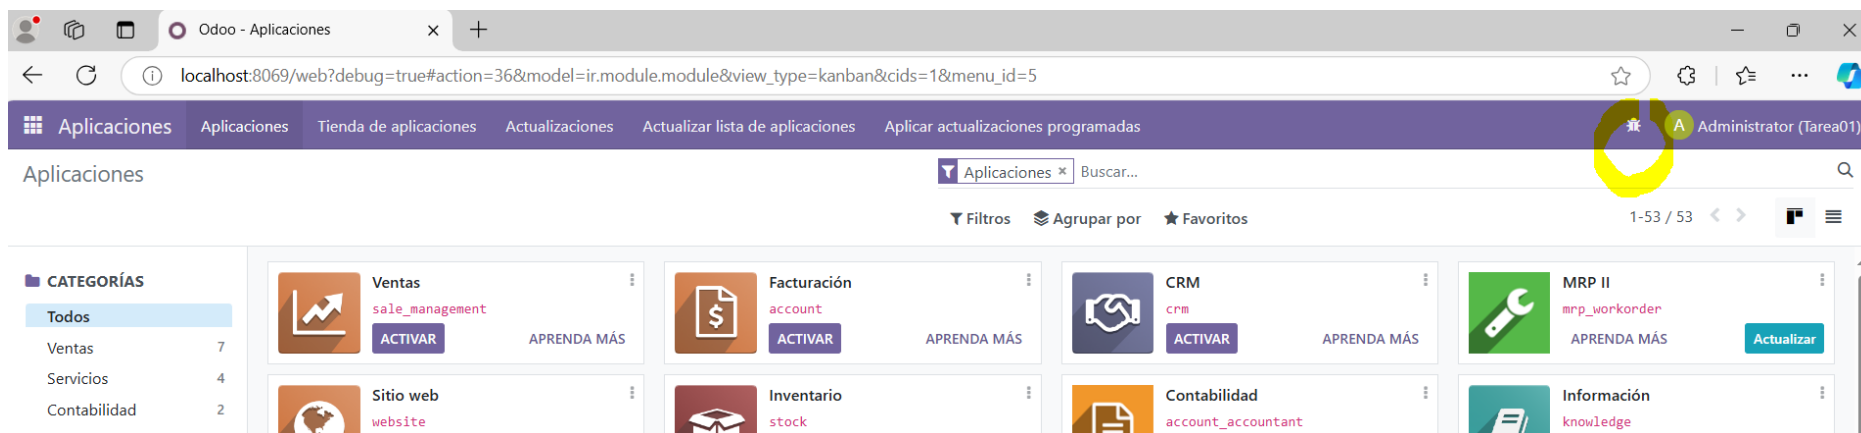 Odoo - Aplicaciones
localhost:8069/web?debug=true#action=36&model=ir.module.module&view_type=kanban&cids=1&menu_id=5
Aplicaciones Aplicaciones Tienda de aplicaciones Actualizaciones Actualizar lista de aplicaciones Aplicar actualizaciones programadas A Administrator (Tarea01)
Aplicaciones
Aplicaciones × Buscar...
Filtros Agrupar por Favoritos
1-53 / 53
CATEGORÍAS
Todos
Ventas 7
Servicios 4
Contabilidad 2
Ventas
sale_management
ACTIVAR APRENDA MÁS
Facturación
account
ACTIVAR APRENDA MÁS
CRM
crm
ACTIVAR APRENDA MÁS
MRP II
mrp_workorder
APRENDA MÁS Actualizar
Sitio web
website
Inventario
stock
Contabilidad
account_accountant
Información
knowledge